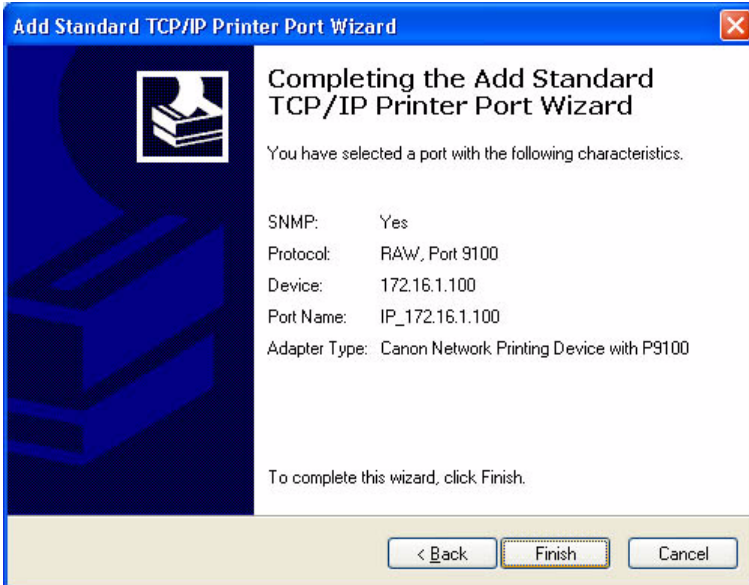 Add Standard TCP/IP Printer Port Wizard
Completing the Add Standard
TCP/IP Printer Port Wizard
You have selected a port with the following characteristics.
SNMP: Yes
Protocol: RAW, Port 9100
Device: 172.16.1.100
Port Name: IP_172.16.1.100
Adapter Type: Canon Network Printing Device with P9100
To complete this wizard, click Finish.
< Back Finish Cancel